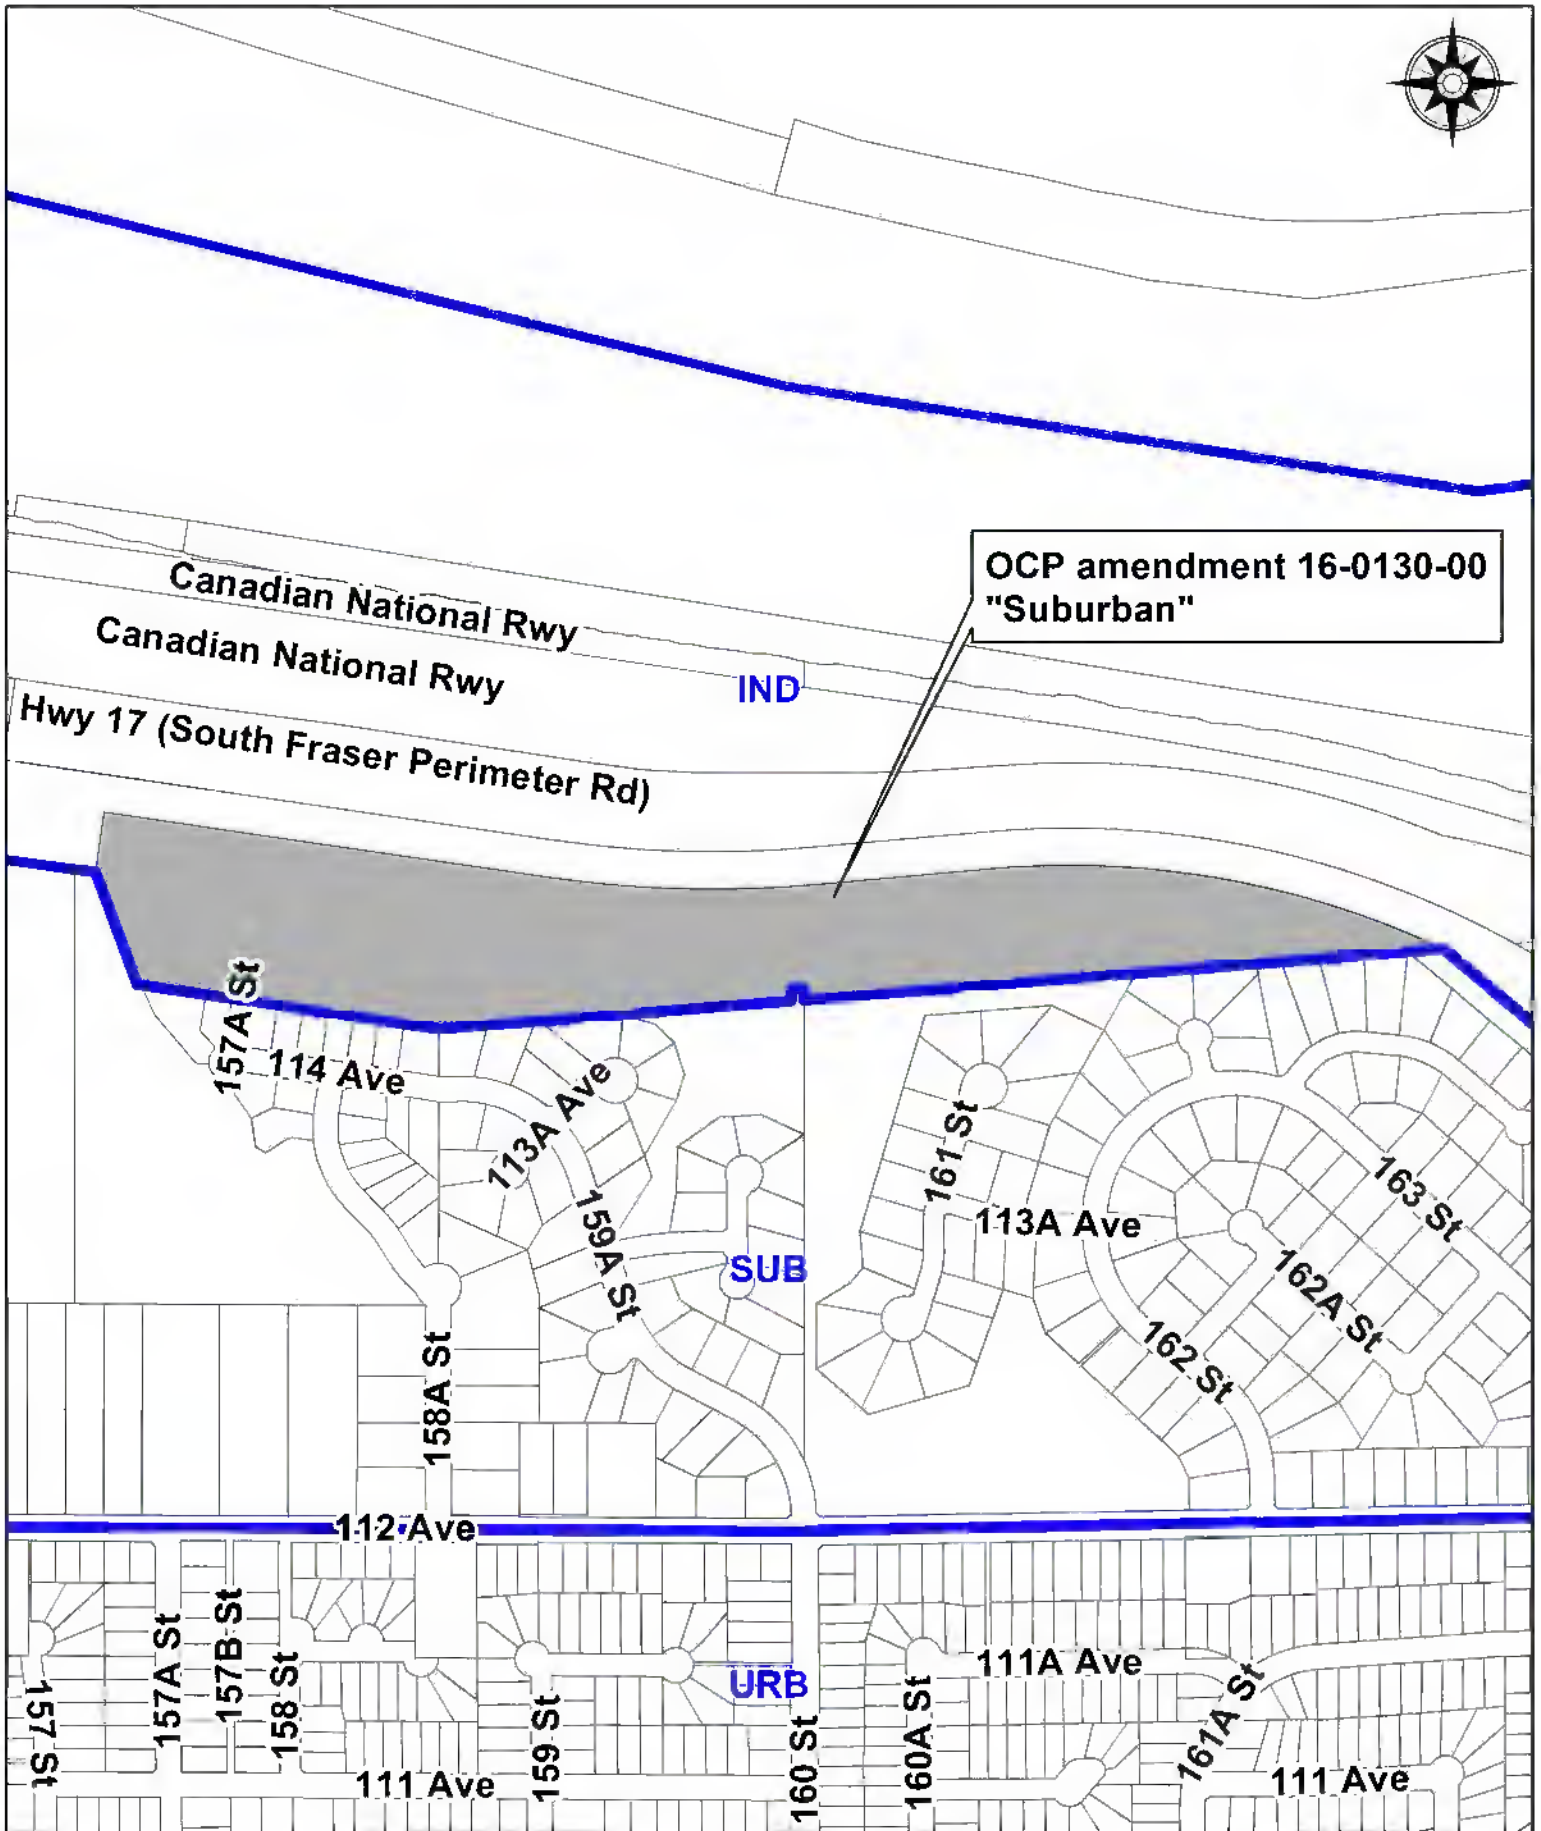 OCP amendment 16-0130-00
"Suburban"
Canadian National Rwy
Canadian National Rwy
IND
Hwy 17 (South Fraser Perimeter Rd)
157A St
114 Ave
113A Ave
161 St
163 St
113A Ave
159A St
SUB
162A St
162 St
158A St
112 Ave
157A St
157B St
158 St
157 St
159 St
URB
111A Ave
160 St
160A St
161A St
111 Ave
111 Ave